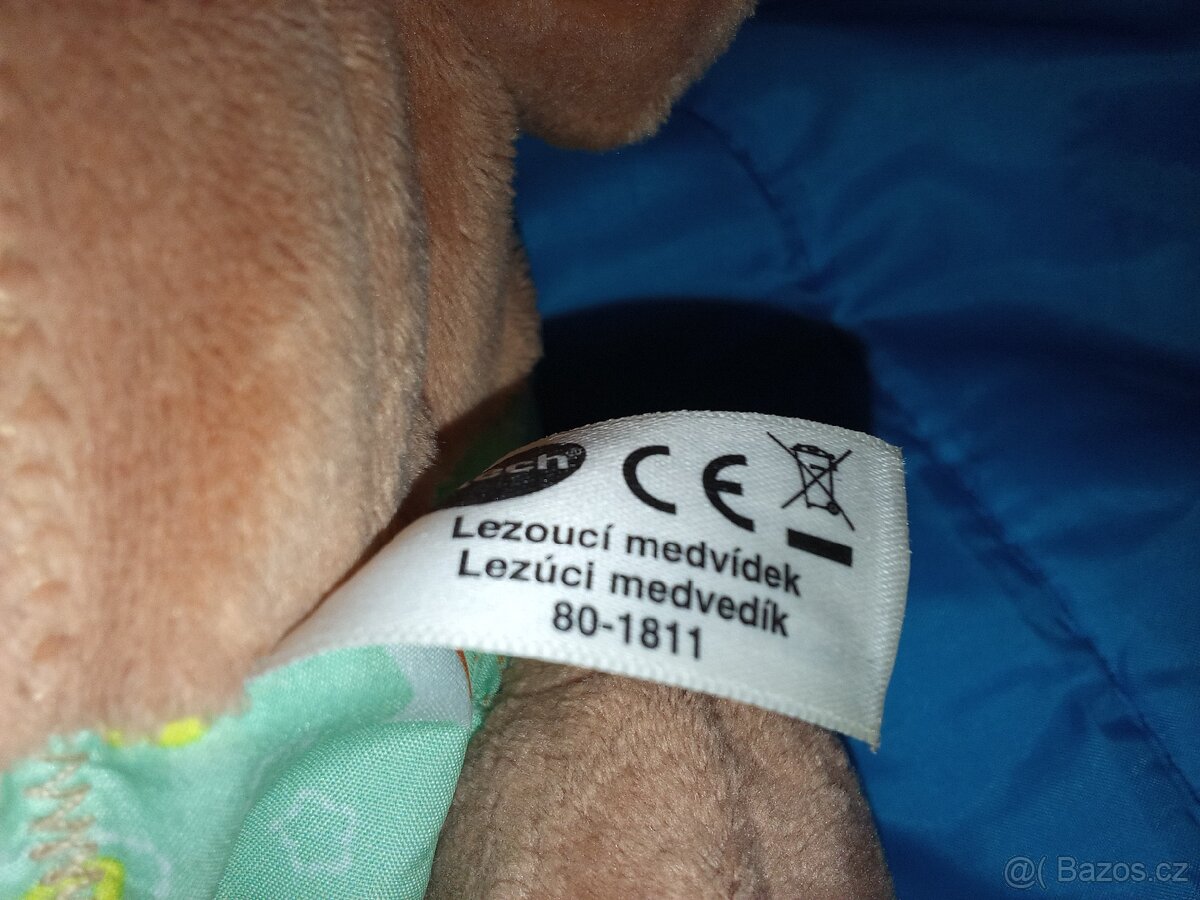 CE
Lezoucí medvídek
Lezúci medvedík
80-1811
@( Bazos.cz